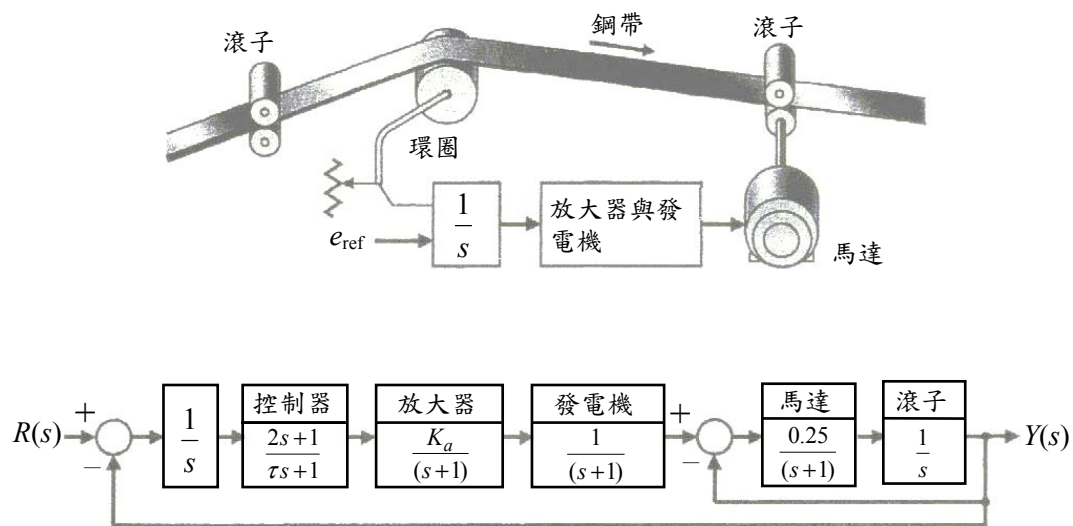 鋼帶
滾子
滾子
環圈
e_ref
1/s
放大器與發
電機
馬達
R(s)
+
−
1/s
控制器
(2s+1)/(τs+1)
放大器
K_a/(s+1)
發電機
1/(s+1)
+
−
馬達
0.25/(s+1)
滾子
1/s
Y(s)